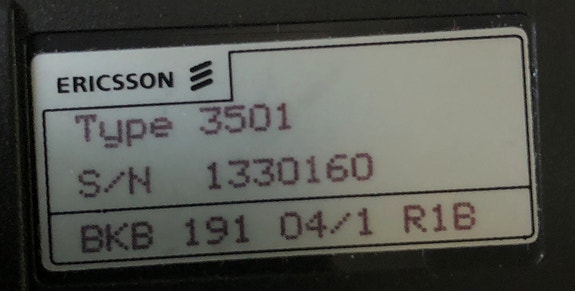 ERICSSON
Type 3501
S/N 1330160
BKB 191 04/1 R1B